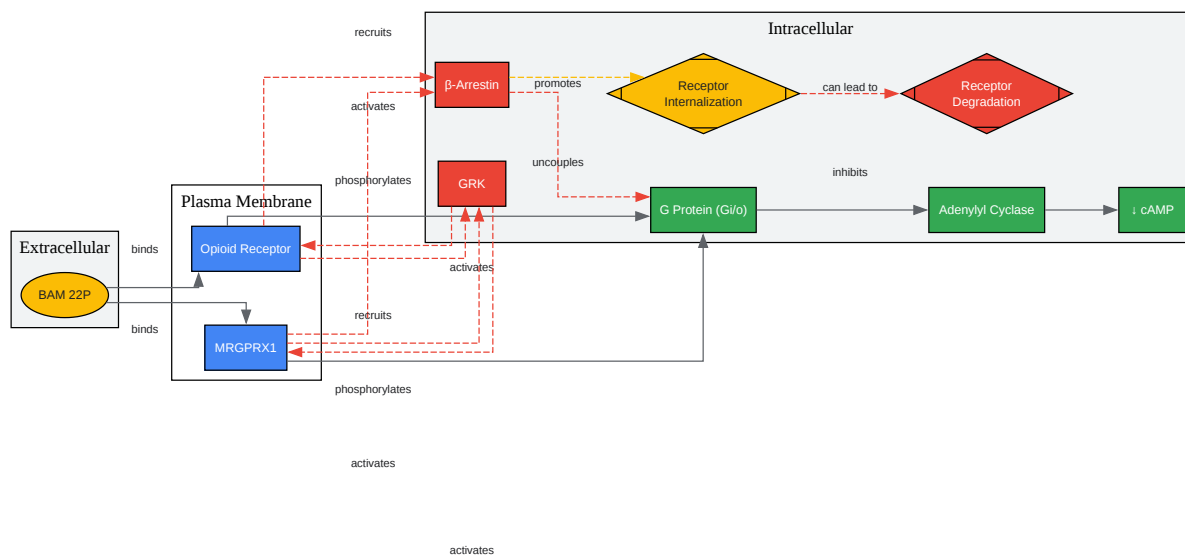 recruits
Intracellular
β-Arrestin
promotes
Receptor
Internalization
can lead to
Receptor
Degradation
activates
uncouples
inhibits
phosphorylates
GRK
Plasma Membrane
G Protein (Gi/o)
Adenylyl Cyclase
↓ cAMP
Extracellular
binds
Opioid Receptor
activates
BAM 22P
recruits
binds
MRGPRX1
phosphorylates
activates
activates